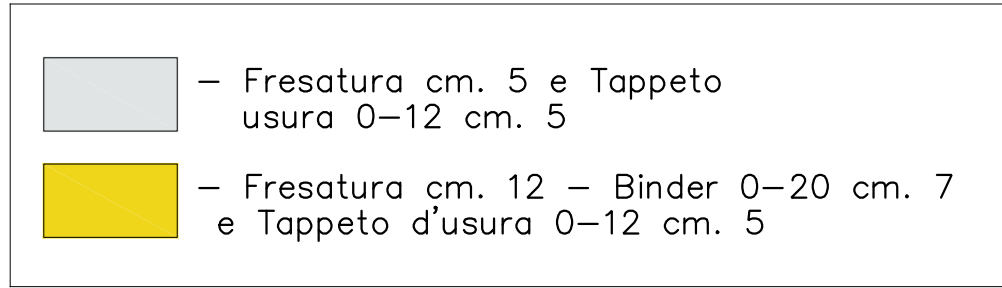 – Fresatura cm. 5 e Tappeto
usura 0–12 cm. 5
– Fresatura cm. 12 – Binder 0–20 cm. 7
e Tappeto d'usura 0–12 cm. 5